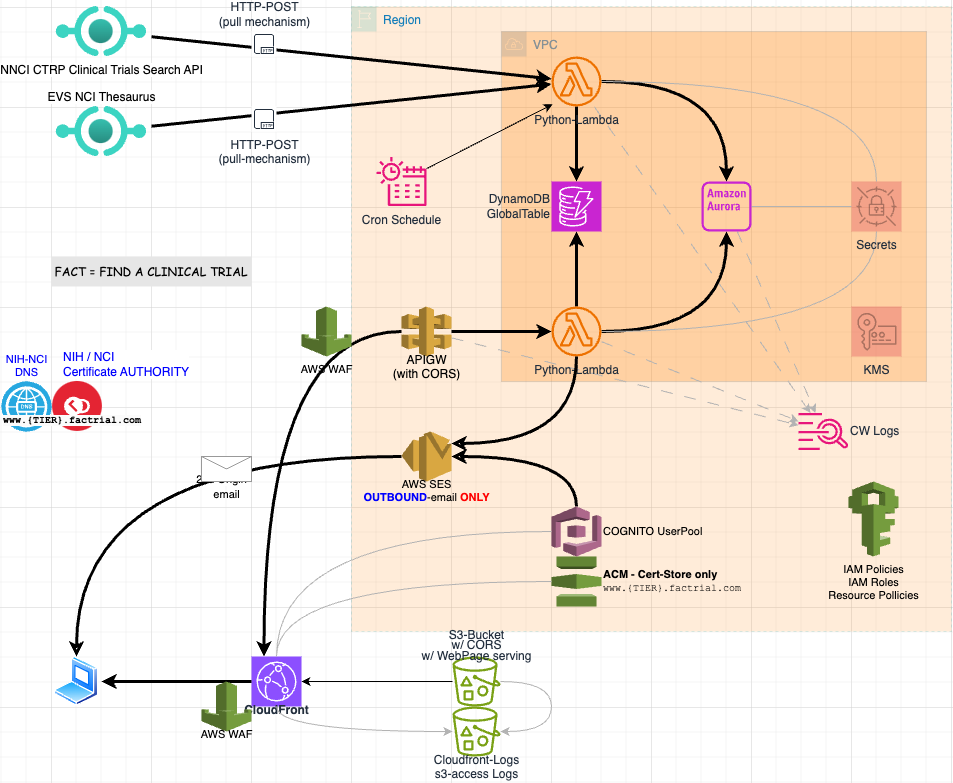 HTTP-POST
(pull mechanism)
HTTP
NNCI CTRP Clinical Trials Search API
EVS NCI Thesaurus
HTTP
HTTP-POST
(pull-mechanism)
Region
VPC
Python-Lambda
Cron Schedule
DynamoDB
GlobalTable
Amazon
Aurora
Secrets
FACT = FIND A CLINICAL TRIAL
NIH-NCI
DNS
NIH / NCI
Certificate AUTHORITY
DNS
www.{TIER}.factrial.com
AWS WAF
APIGW
(with CORS)
Python-Lambda
KMS
CW Logs
email
AWS SES
OUTBOUND-email ONLY
COGNITO UserPool
ACM - Cert-Store only
www.{TIER}.factrial.com
IAM Policies
IAM Roles
Resource Pollicies
S3-Bucket
w/ CORS
w/ WebPage serving
CloudFront
AWS WAF
Cloudfront-Logs
s3-access Logs